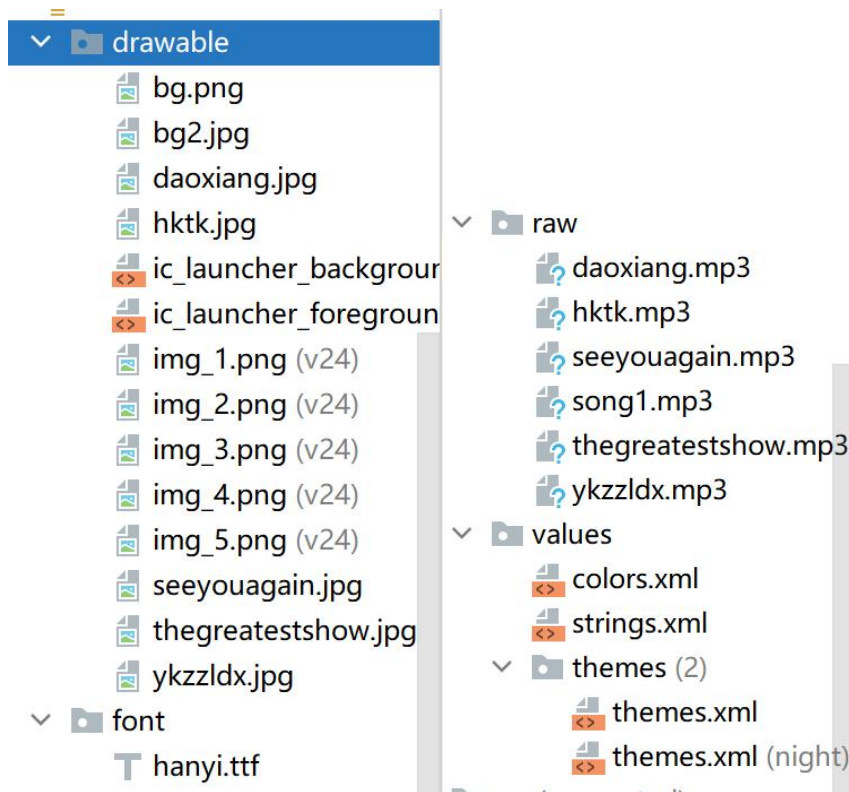 drawable
bg.png
bg2.jpg
daoxiang.jpg
hktk.jpg
ic_launcher_backgrour
ic_launcher_foregroun
img_1.png (v24)
img_2.png (v24)
img_3.png (v24)
img_4.png (v24)
img_5.png (v24)
seeyouagain.jpg
thegreatestshow.jpg
ykzzldx.jpg
font
hanyi.ttf
raw
daoxiang.mp3
hktk.mp3
seeyouagain.mp3
song1.mp3
thegreatestshow.mp3
ykzzldx.mp3
values
colors.xml
strings.xml
themes (2)
themes.xml
themes.xml (night)